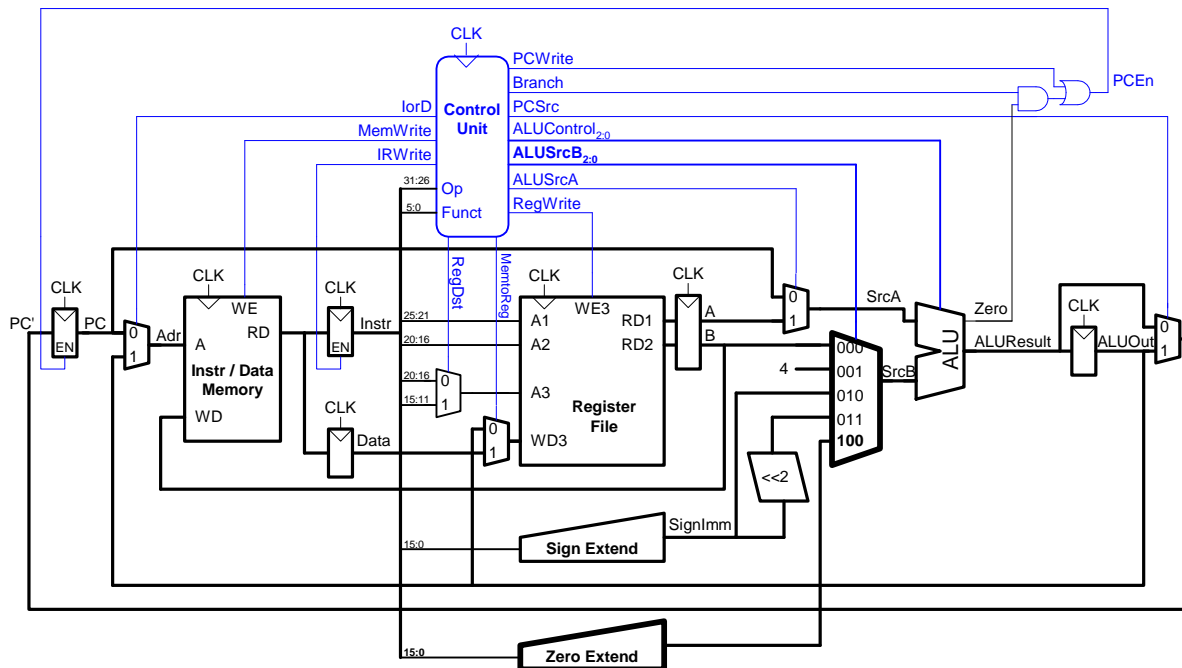 CLK
PCWrite
Branch
PCEn
IorD
Control
Unit
PCSrc
MemWrite
ALUControl2:0
IRWrite
ALUSrcB2:0
31:26
Op
ALUSrcA
5:0
Funct
RegWrite
RegDst
MemtoReg
CLK
CLK
CLK
CLK
CLK
PC'
PC
EN
0
1
Adr
WE
RD
A
Instr / Data
Memory
WD
EN
Instr
25:21
20:16
A1
A2
WE3
RD1
RD2
A
B
0
1
SrcA
Zero
CLK
0
1
ALUResult
ALUOut
ALU
000
4
001
SrcB
010
011
100
20:16
0
15:11
1
A3
Register
File
CLK
Data
0
1
WD3
<<2
SignImm
15:0
Sign Extend
15:0
Zero Extend